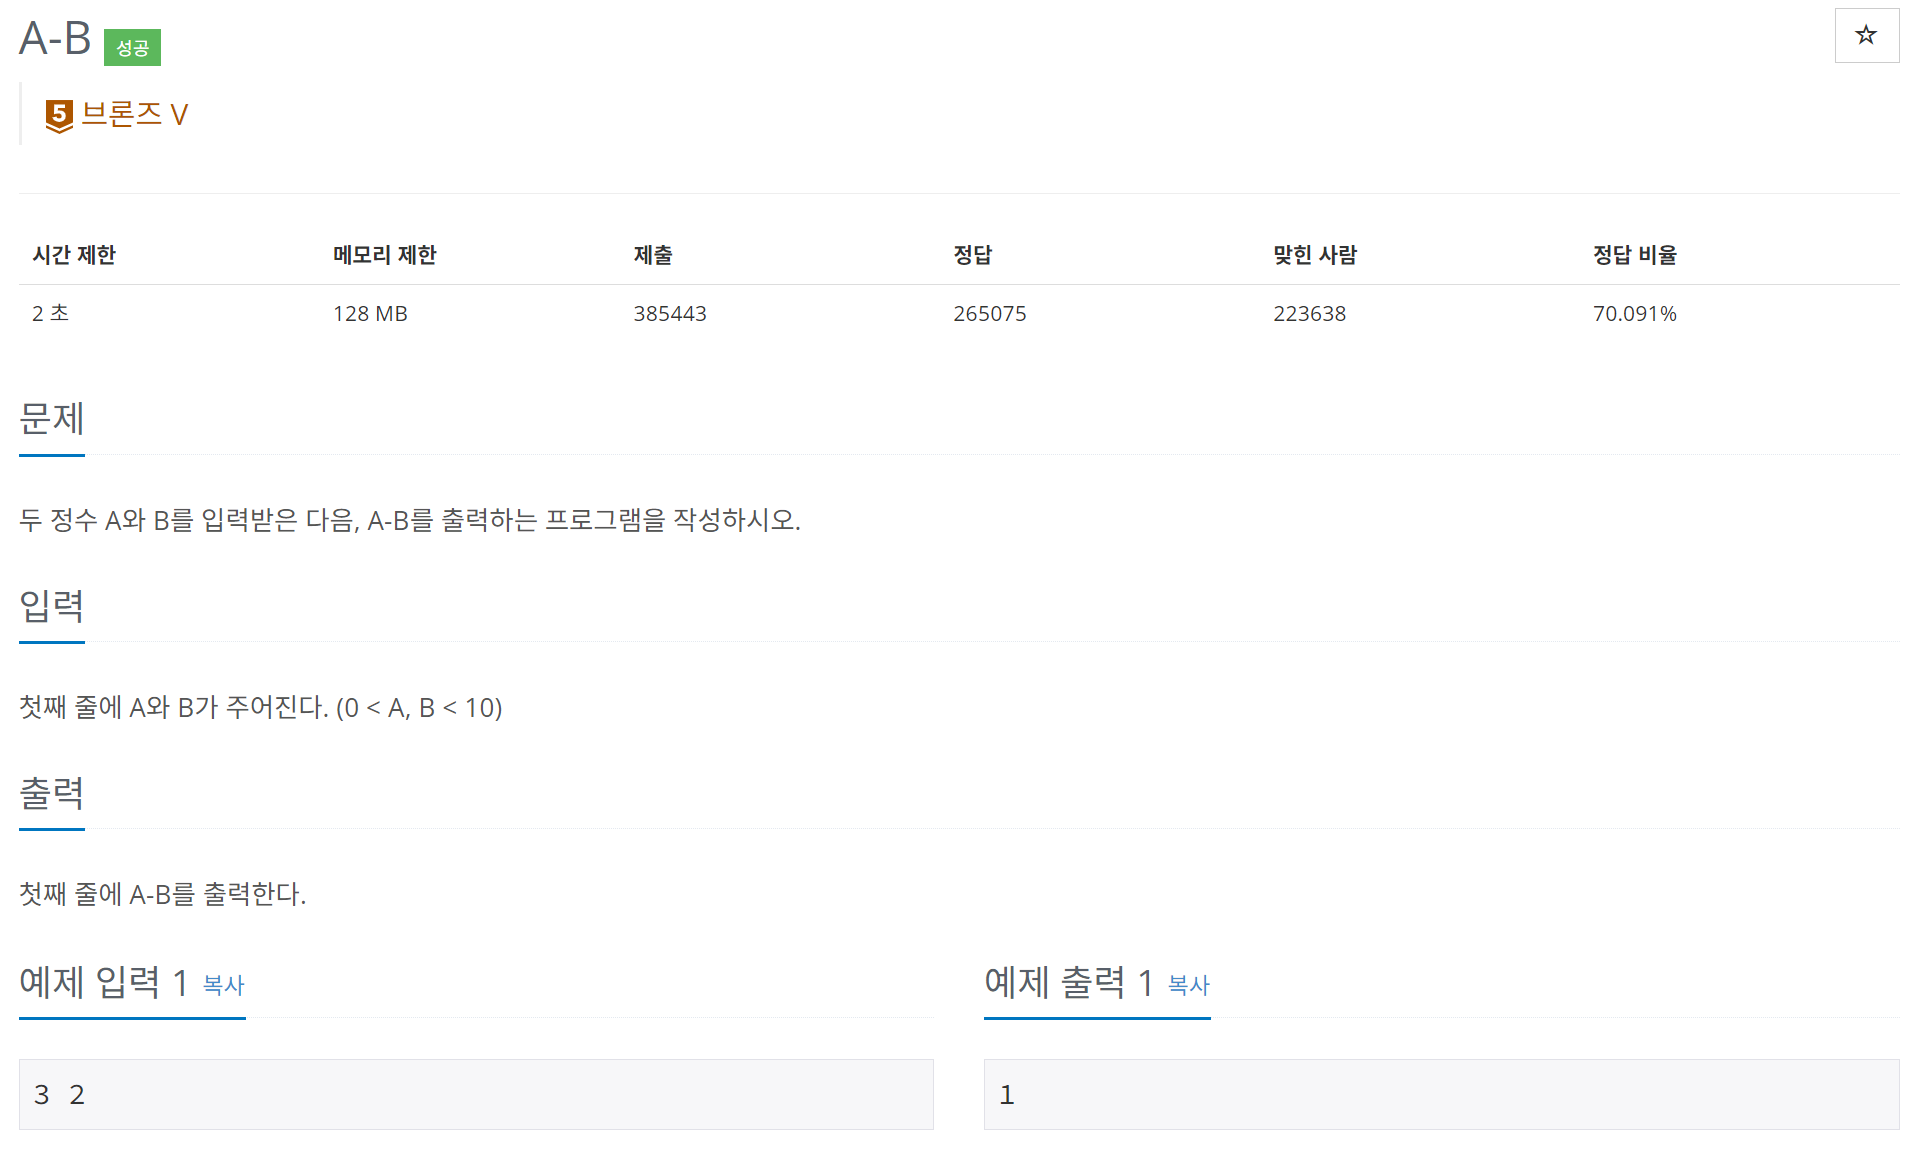 A-B 성공
5 브론즈 V
시간 제한 메모리 제한 제출 정답 맞힌 사람 정답 비율
2 초 128 MB 385443 265075 223638 70.091%
문제
두 정수 A와 B를 입력받은 다음, A-B를 출력하는 프로그램을 작성하시오.
입력
첫째 줄에 A와 B가 주어진다. (0 < A, B < 10)
출력
첫째 줄에 A-B를 출력한다.
예제 입력 1 복사
3 2
예제 출력 1 복사
1